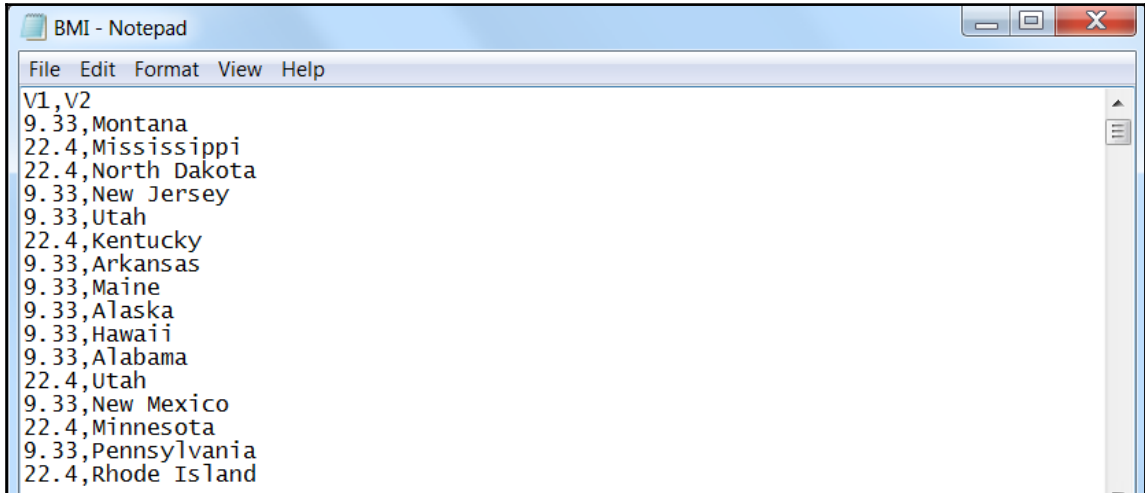 BMI - Notepad
File Edit Format View Help
V1,V2
9.33,Montana
22.4,Mississippi
22.4,North Dakota
9.33,New Jersey
9.33,Utah
22.4,Kentucky
9.33,Arkansas
9.33,Maine
9.33,Alaska
9.33,Hawaii
9.33,Alabama
22.4,Utah
9.33,New Mexico
22.4,Minnesota
9.33,Pennsylvania
22.4,Rhode Island